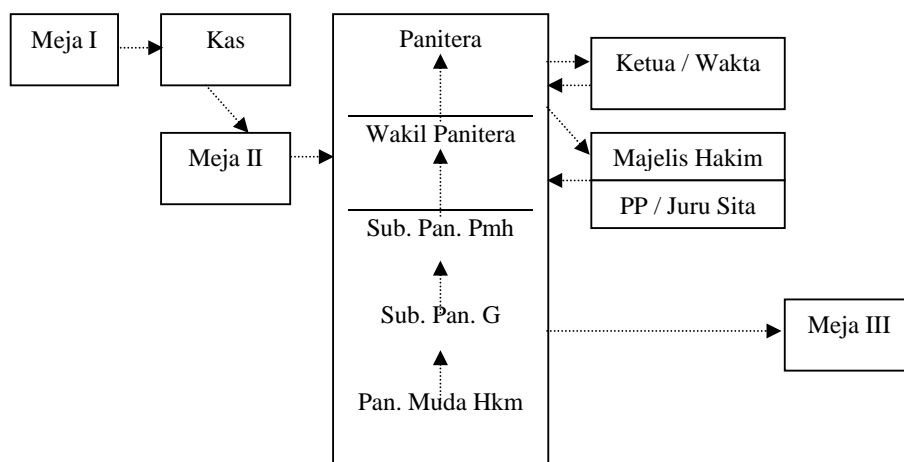 Meja I
Kas
Panitera
Ketua / Wakta
Wakil Panitera
Meja II
Majelis Hakim
PP / Juru Sita
Sub. Pan. Pmh
Sub. Pan. G
Meja III
Pan. Muda Hkm